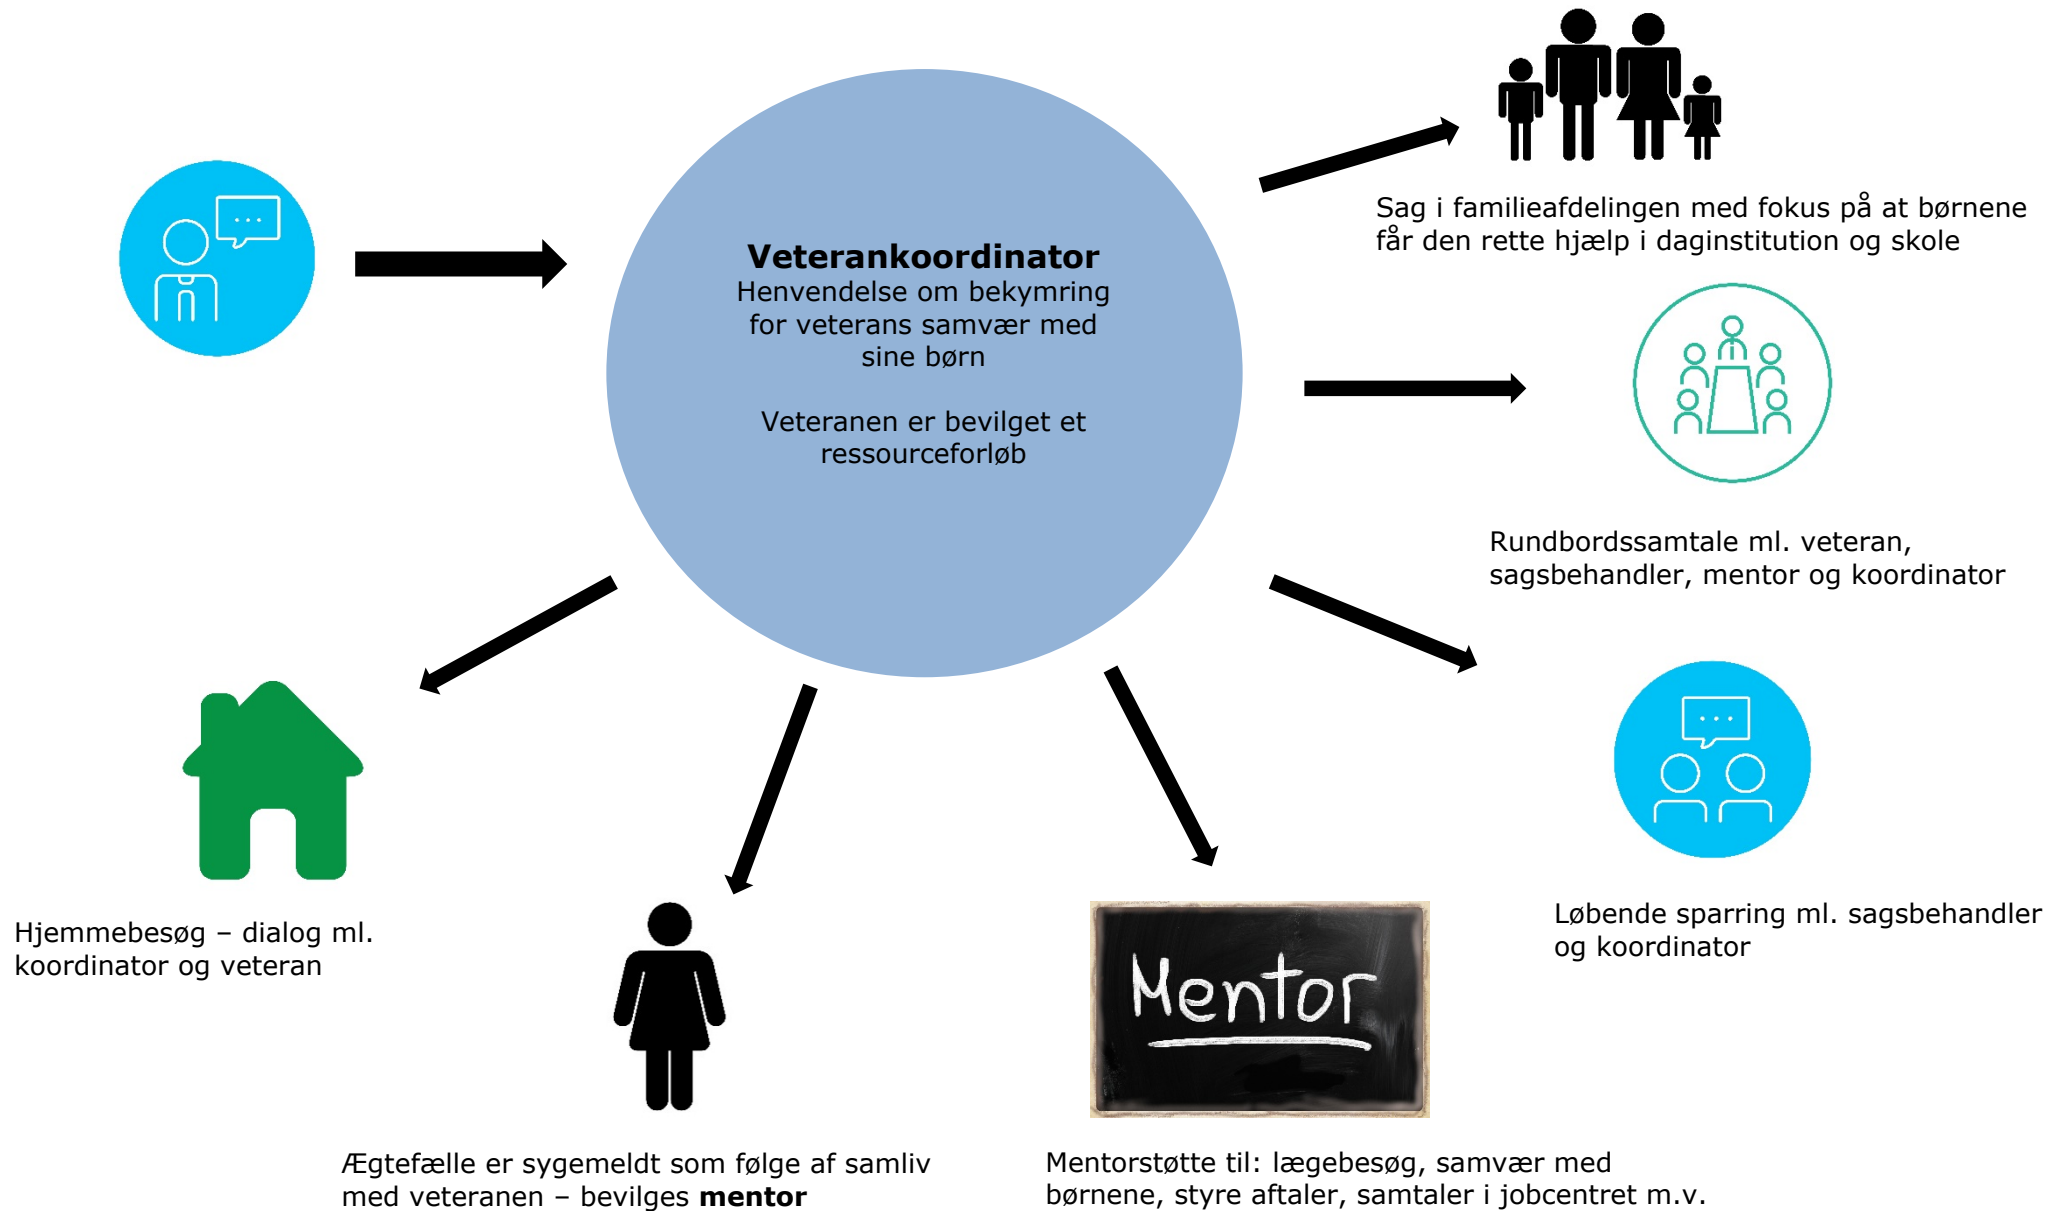 Veterankoordinator
Henvendelse om bekymring
for veterans samvær med
sine børn
Veteranen er bevilget et
ressourceforløb
Sag i familieafdelingen med fokus på at børnene
får den rette hjælp i daginstitution og skole
Rundbordssamtale ml. veteran,
sagsbehandler, mentor og koordinator
Løbende sparring ml. sagsbehandler
og koordinator
Mentor
Mentorstøtte til: lægebesøg, samvær med
børnene, styre aftaler, samtaler i jobcentret m.v.
Ægtefælle er sygemeldt som følge af samliv
med veteranen – bevilges mentor
Hjemmebesøg – dialog ml.
koordinator og veteran